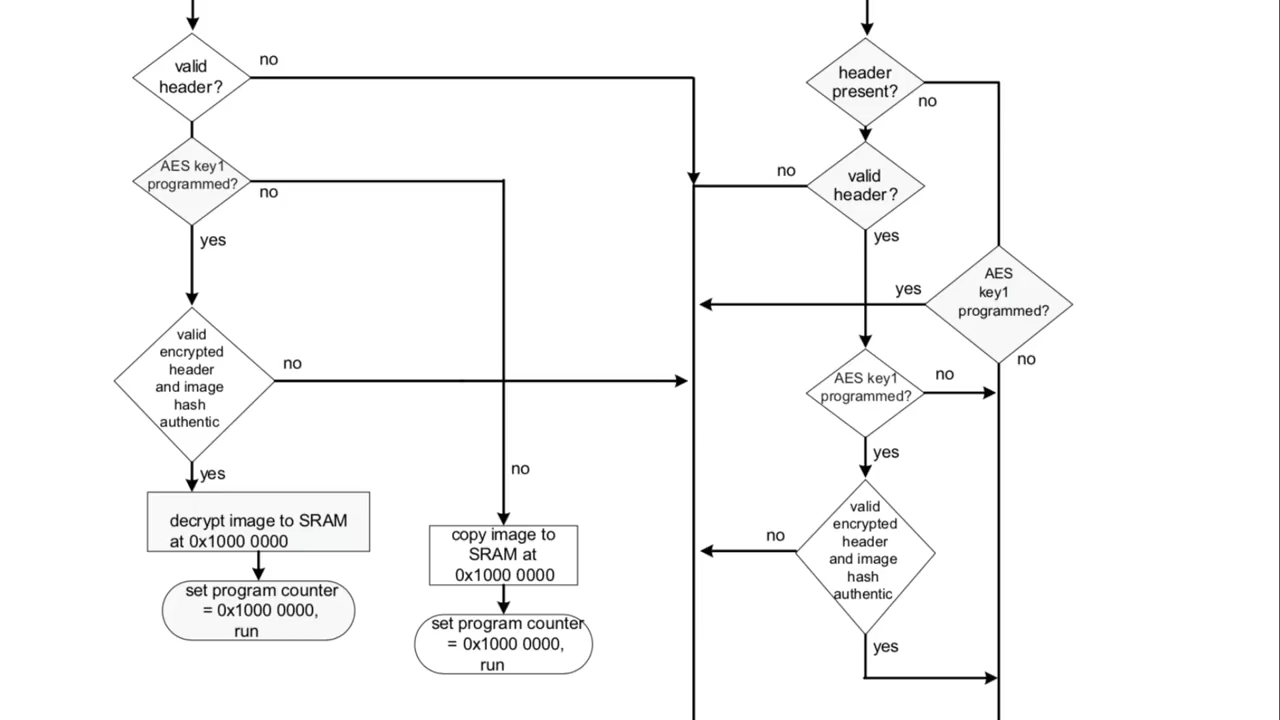 valid
header?
no
AES key1
programmed?
no
yes
valid
encrypted
header
and image
hash
authentic
no
yes
decrypt image to SRAM
at 0x1000 0000
set program counter
= 0x1000 0000,
run
no
copy image to
SRAM at
0x1000 0000
set program counter
= 0x1000 0000,
run
header
present?
no
valid
header?
no
yes
AES
key1
programmed?
yes
no
AES key1
programmed?
no
yes
valid
encrypted
header
and image
hash
authentic
no
yes